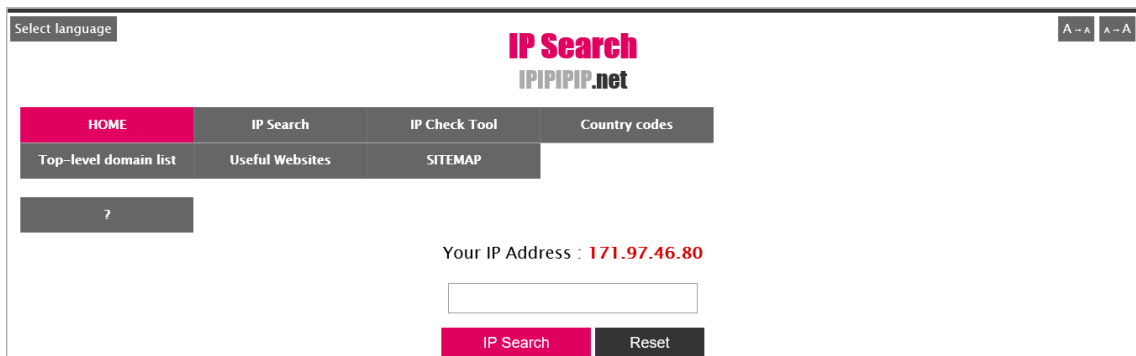 Select language
A→A A→A
IP Search
IPIPIPIP.net
HOME IP Search IP Check Tool Country codes
Top-level domain list Useful Websites SITEMAP
?
Your IP Address : 171.97.46.80
IP Search Reset